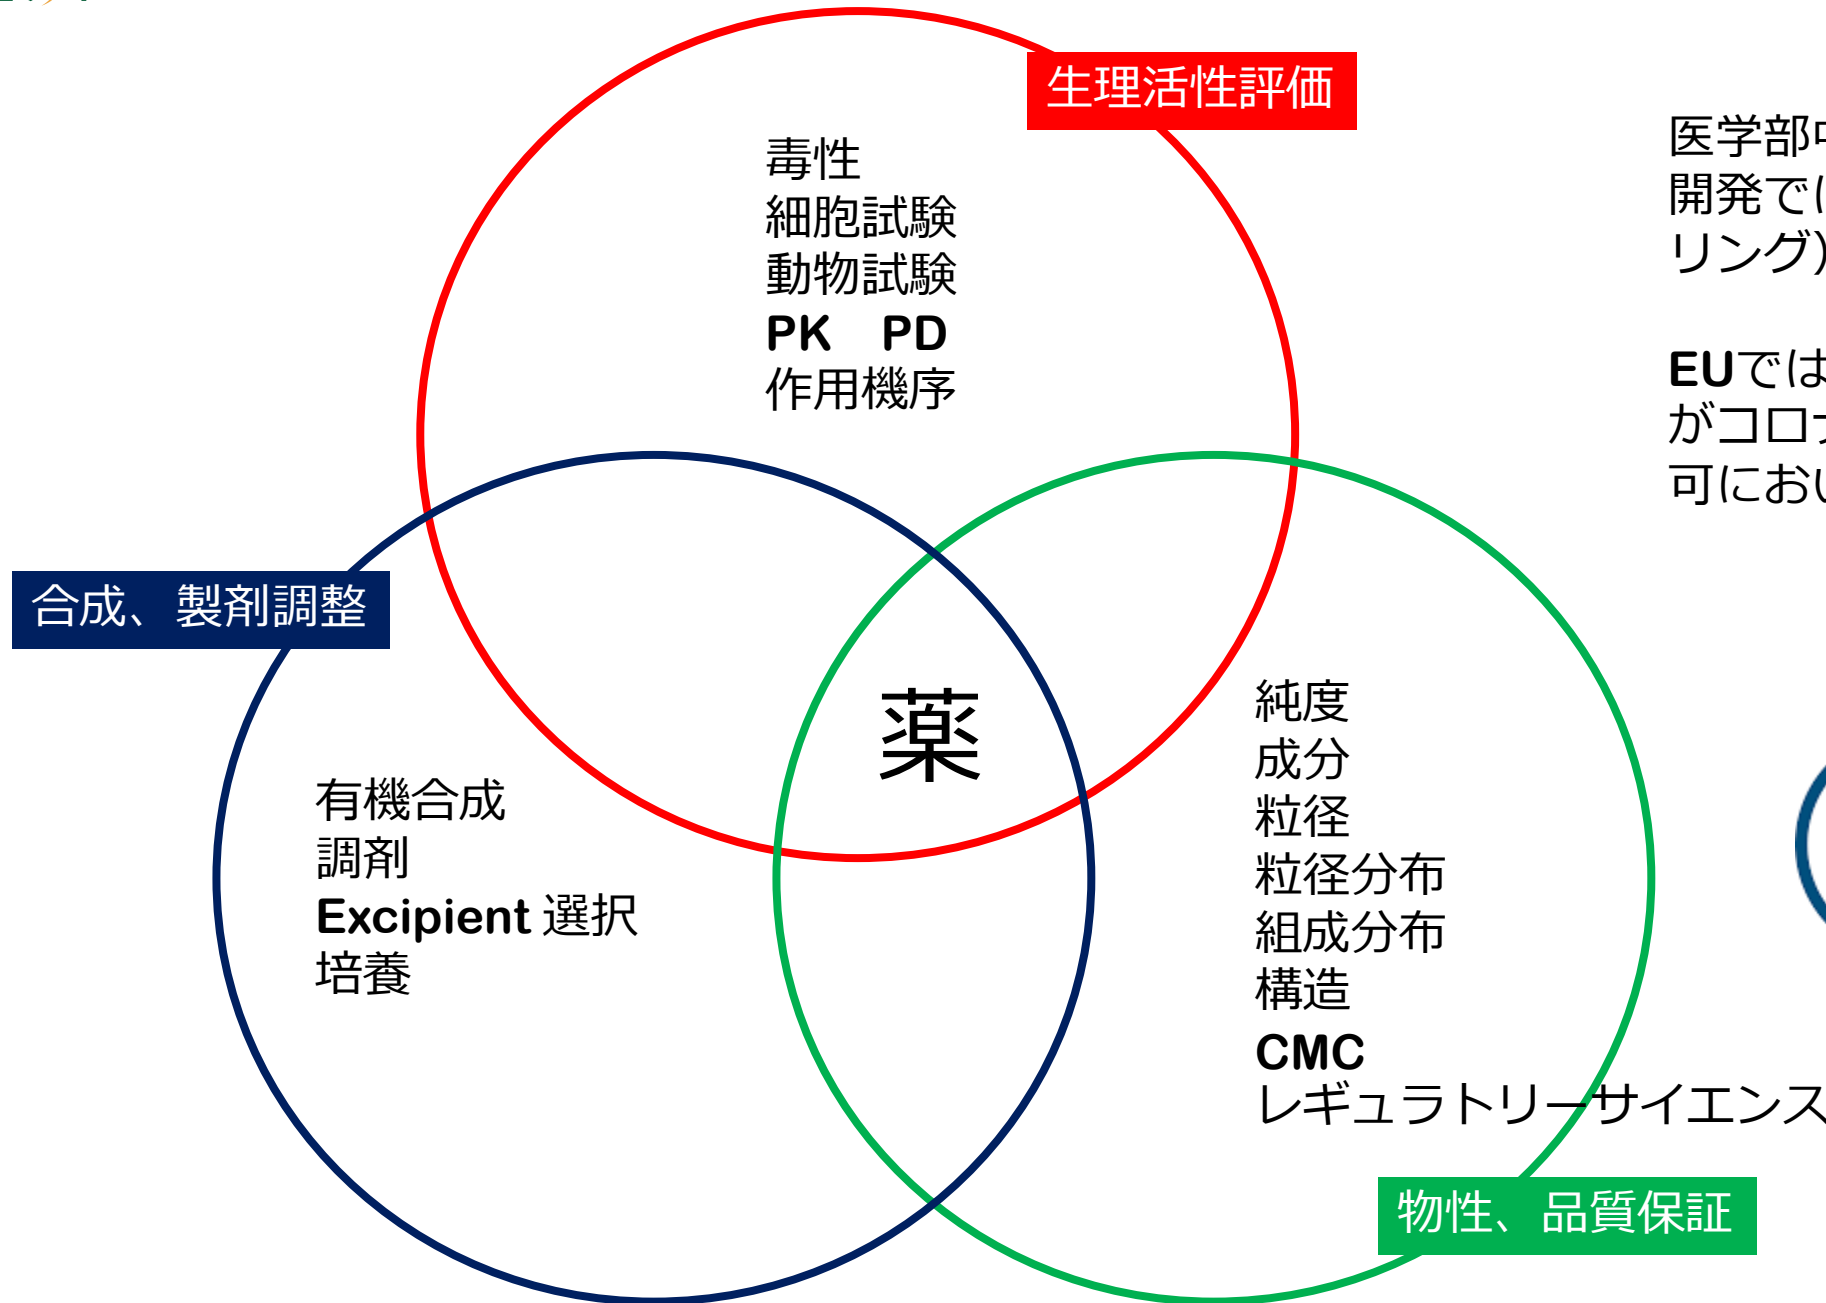 生理活性評価
毒性
細胞試験
動物試験
PK PD
作用機序
医学部
開発で
リング)
EUでは
がコロナ
可におい
合成、製剤調整
薬
有機合成
調剤
Excipient 選択
培養
純度
成分
粒径
粒径分布
組成分布
構造
CMC
レギュラトリーサイエンス
物性、品質保証